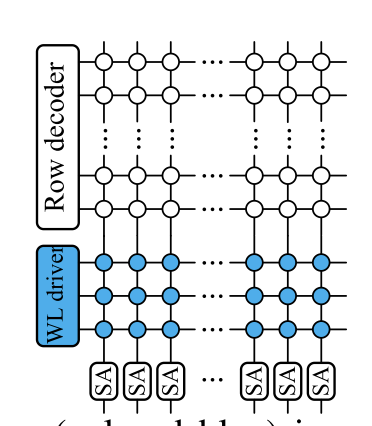 Row decoder
WL driver
SA SA SA ... SA SA SA